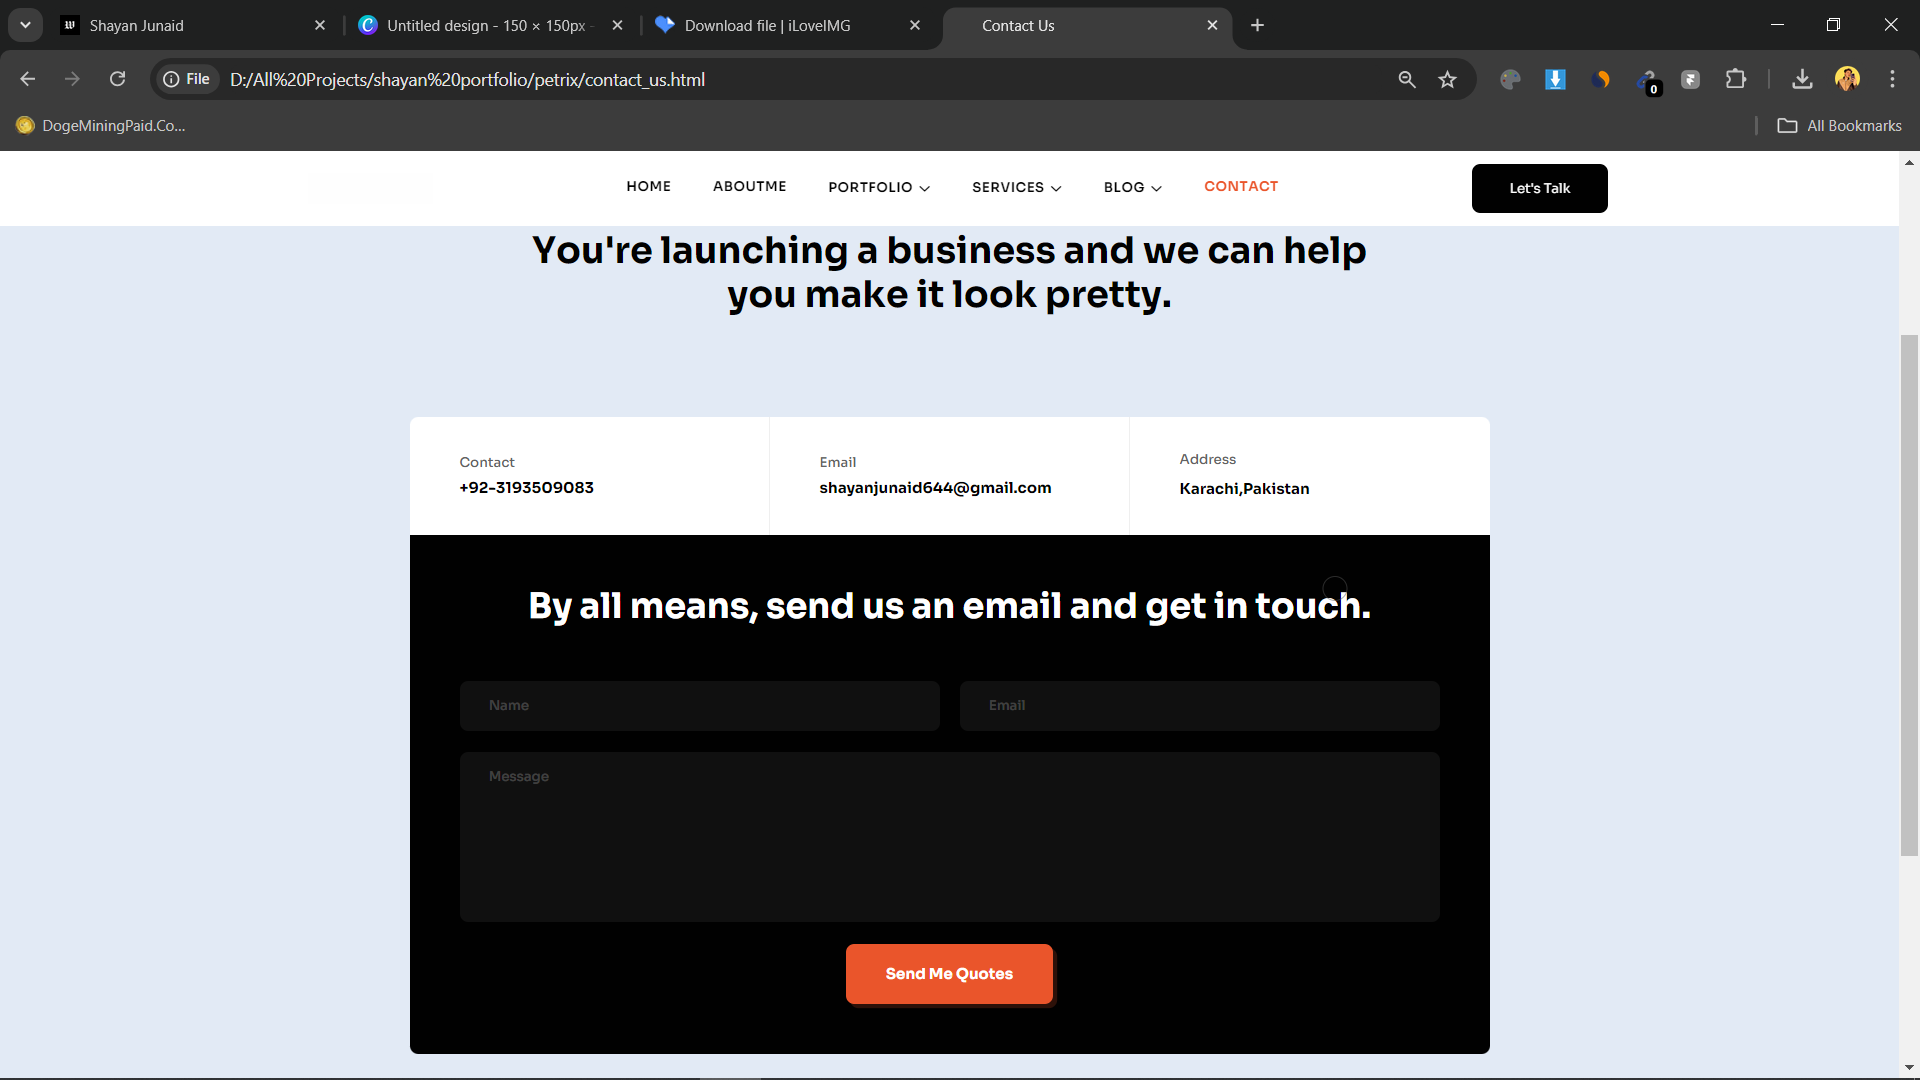 Shayan Junaid
Untitled design - 150 × 150px -
Download file | iLoveIMG
Contact Us
File
D:/All%20Projects/shayan%20portfolio/petrix/contact_us.html
0
DogeMiningPaid.Co...
All Bookmarks
HOME
ABOUTME
PORTFOLIO
SERVICES
BLOG
CONTACT
Let's Talk
You're launching a business and we can help
you make it look pretty.
Contact
+92-3193509083
Email
shayanjunaid644@gmail.com
Address
Karachi,Pakistan
By all means, send us an email and get in touch.
Name
Email
Message
Send Me Quotes